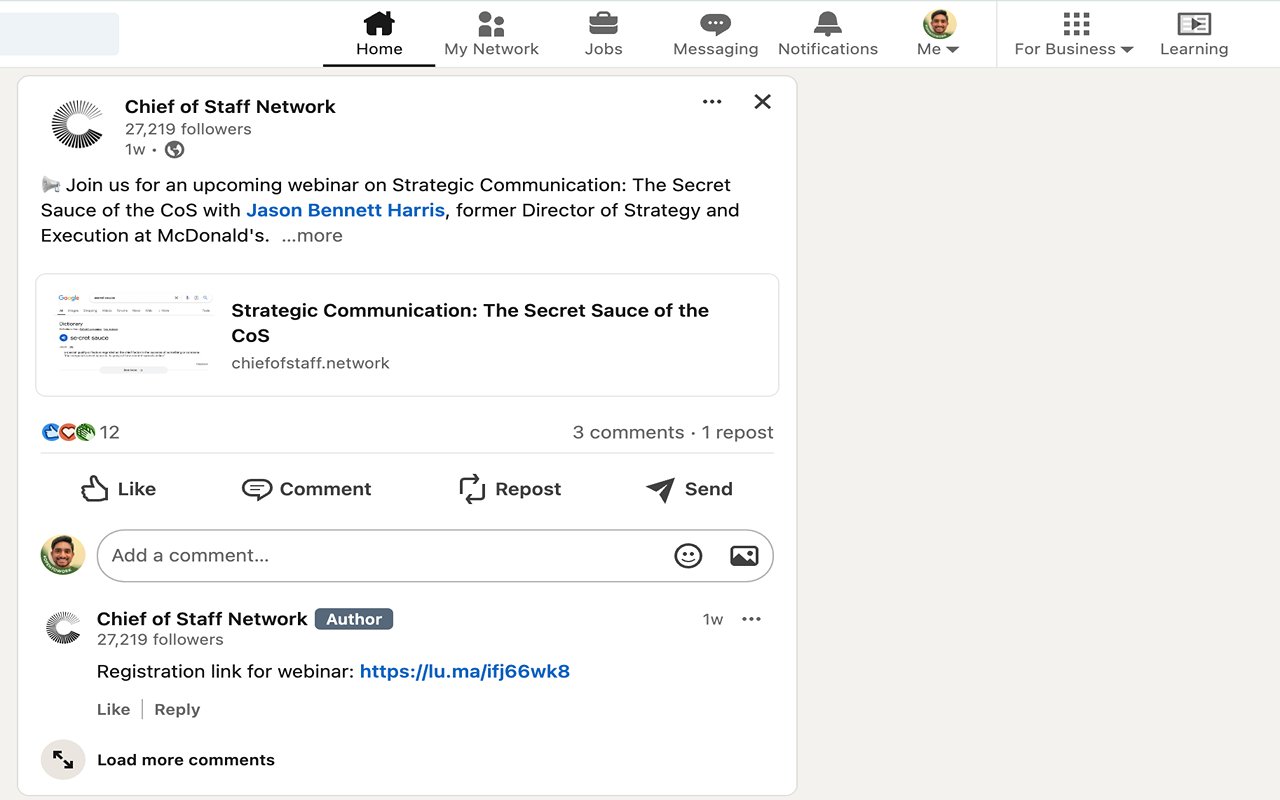 Home
My Network
Jobs
Messaging
Notifications
Me
For Business
Learning
Chief of Staff Network
27,219 followers
1w •
Join us for an upcoming webinar on Strategic Communication: The Secret
Sauce of the CoS with Jason Bennett Harris, former Director of Strategy and
Execution at McDonald's. ...more
Google
secret sauce
Dictionary
se·cret sauce
Strategic Communication: The Secret Sauce of the
CoS
chiefofstaff.network
12
3 comments · 1 repost
Like
Comment
Repost
Send
Add a comment...
Chief of Staff Network Author
1w
27,219 followers
Registration link for webinar: https://lu.ma/ifj66wk8
Like
Reply
Load more comments